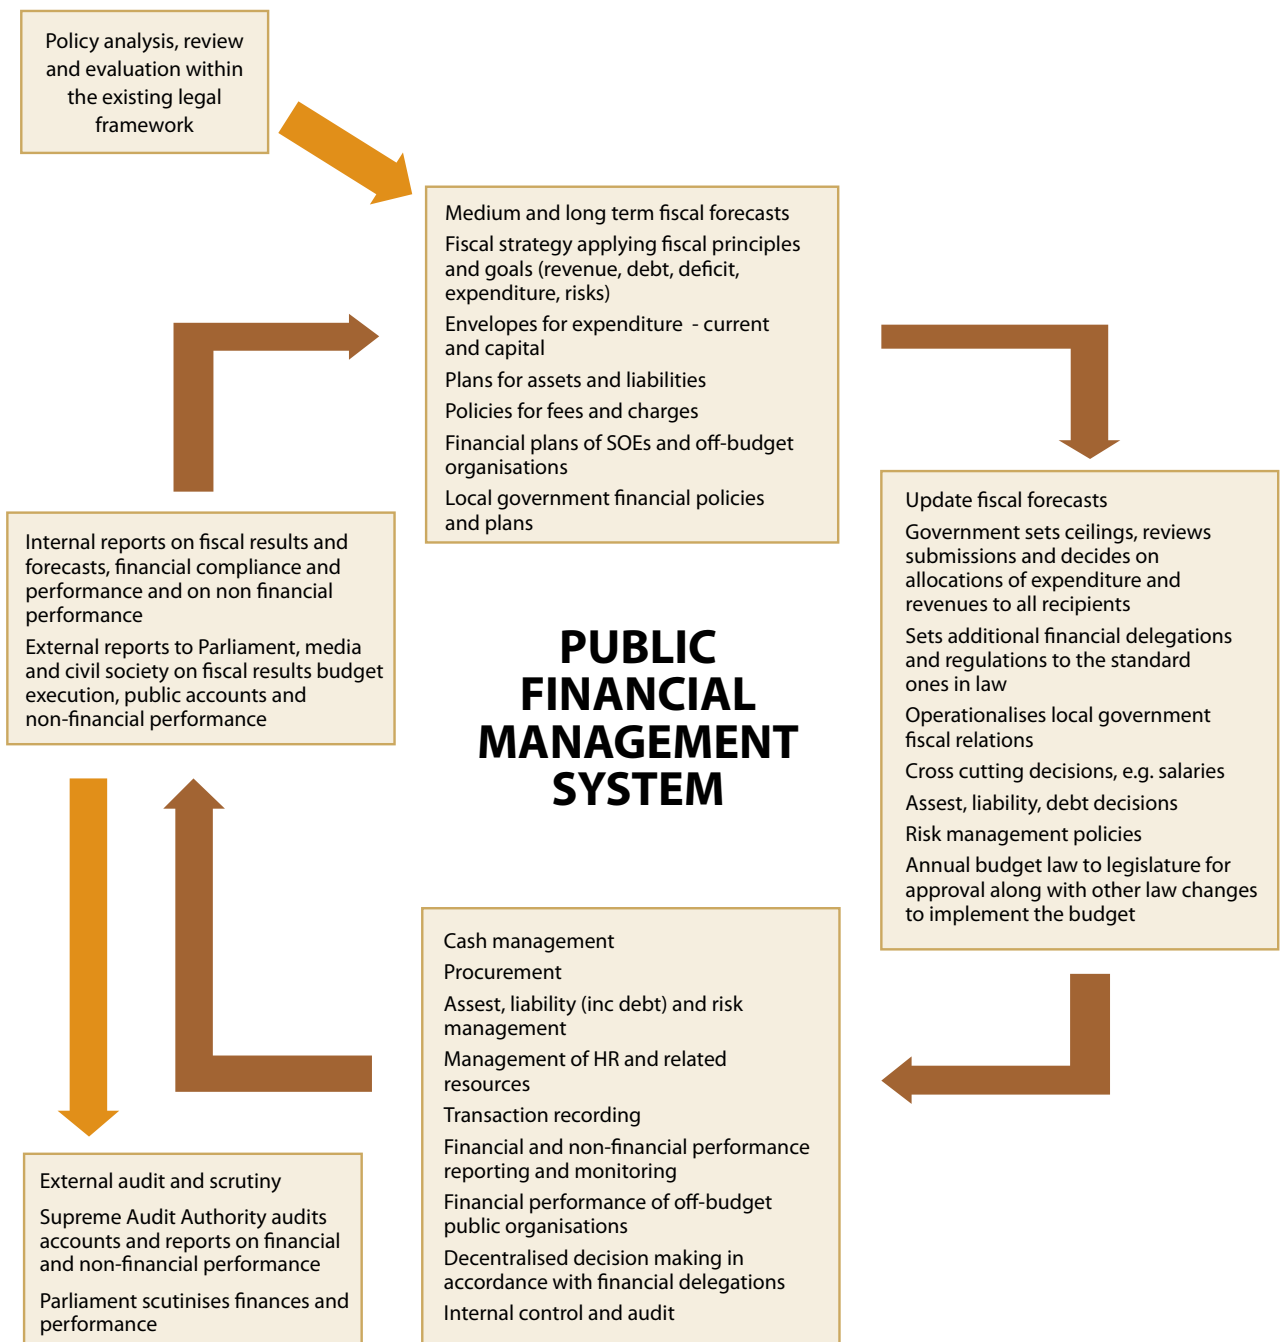 Policy analysis, review
and evaluation within
the existing legal
framework
Medium and long term fiscal forecasts
Fiscal strategy applying fiscal principles
and goals (revenue, debt, deficit,
expenditure, risks)
Envelopes for expenditure - current
and capital
Plans for assets and liabilities
Policies for fees and charges
Financial plans of SOEs and off-budget
organisations
Local government financial policies
and plans
Update fiscal forecasts
Government sets ceilings, reviews
submissions and decides on
allocations of expenditure and
revenues to all recipients
Sets additional financial delegations
and regulations to the standard
ones in law
Operationalises local government
fiscal relations
Cross cutting decisions, e.g. salaries
Assest, liability, debt decisions
Risk management policies
Annual budget law to legislature for
approval along with other law changes
to implement the budget
Internal reports on fiscal results and
forecasts, financial compliance and
performance and on non financial
performance
External reports to Parliament, media
and civil society on fiscal results budget
execution, public accounts and
non-financial performance
PUBLIC
FINANCIAL
MANAGEMENT
SYSTEM
Cash management
Procurement
Assest, liability (inc debt) and risk
management
Management of HR and related
resources
Transaction recording
Financial and non-financial performance
reporting and monitoring
Financial performance of off-budget
public organisations
Decentralised decision making in
accordance with financial delegations
Internal control and audit
External audit and scrutiny
Supreme Audit Authority audits
accounts and reports on financial
and non-financial performance
Parliament scutinises finances and
performance